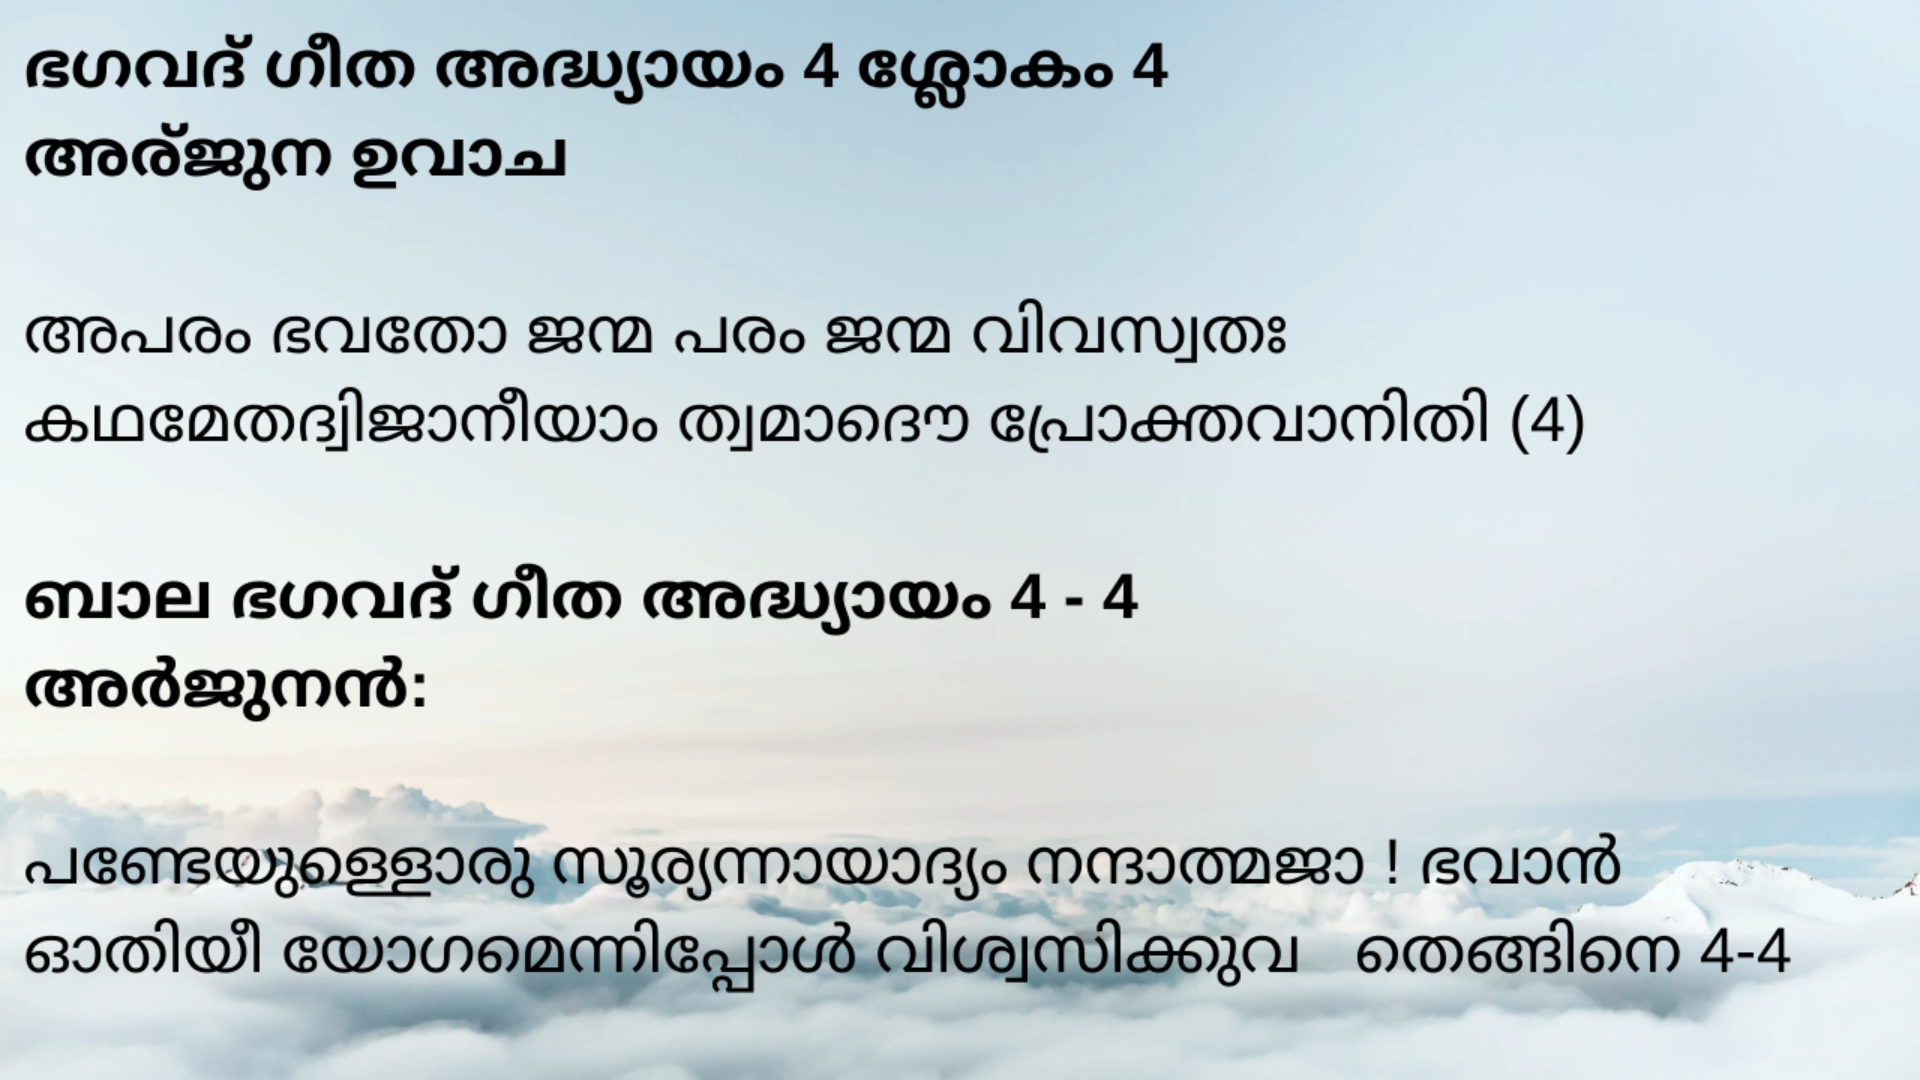 ഭഗവദ് ഗീത അദ്ധ്യായം 4 ശ്ലോകം 4
അര്ജുന ഉവാച
അപരം ഭവതോ ജന്മ പരം ജന്മ വിവസ്വതഃ
കഥമേതദ്വിജാനീയാം ത്വമാദൌ പ്രോക്തവാനിതി (4)
ബാല ഭഗവദ് ഗീത അദ്ധ്യായം 4 - 4
അർജുനൻ:
പണ്ടേയുള്ളൊരു സൂര്യന്നായാദ്യം നന്ദാത്മജാ ! ഭവാൻ
ഓതിയീ യോഗമെന്നിപ്പോൾ വിശ്വസിക്കുവ തെങ്ങിനെ 4-4